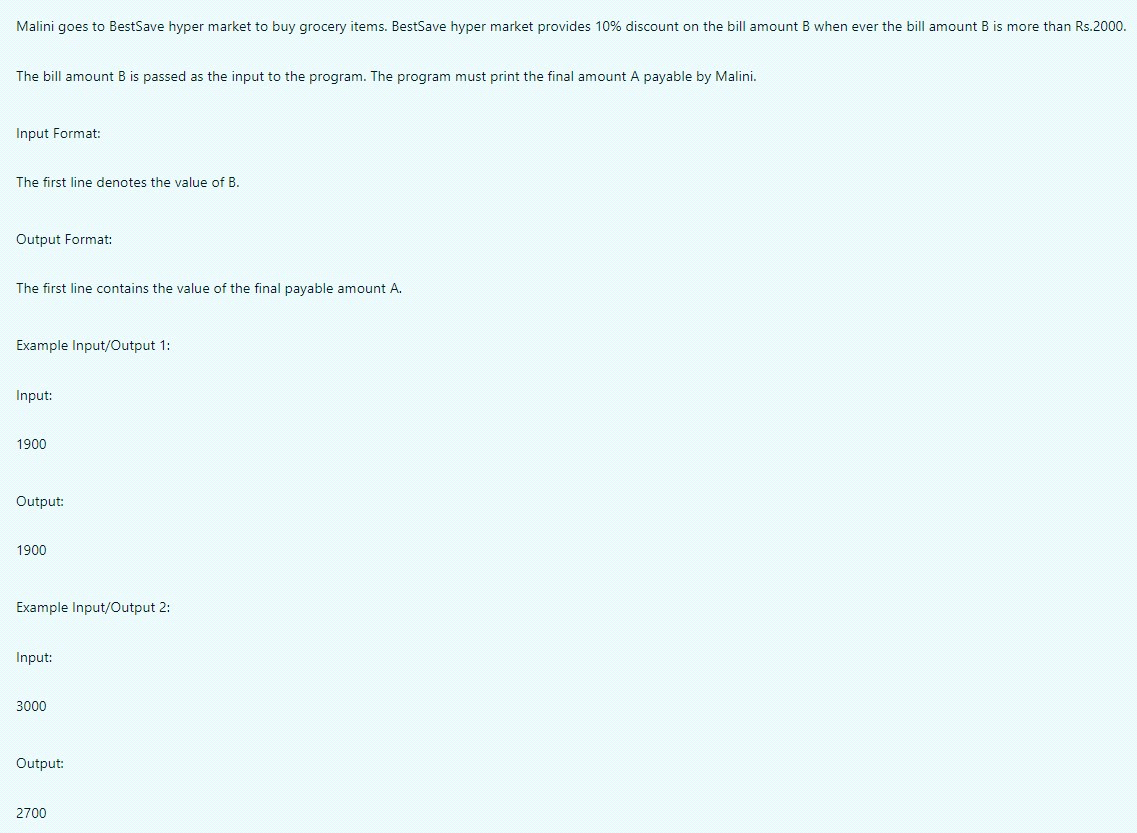 Malini goes to BestSave hyper market to buy grocery items. BestSave hyper market provides 10% discount on the bill amount B when ever the bill amount B is more than Rs.2000.
The bill amount B is passed as the input to the program. The program must print the final amount A payable by Malini.
Input Format:
The first line denotes the value of B.
Output Format:
The first line contains the value of the final payable amount A.
Example Input/Output 1:
Input:
1900
Output:
1900
Example Input/Output 2:
Input:
3000
Output:
2700